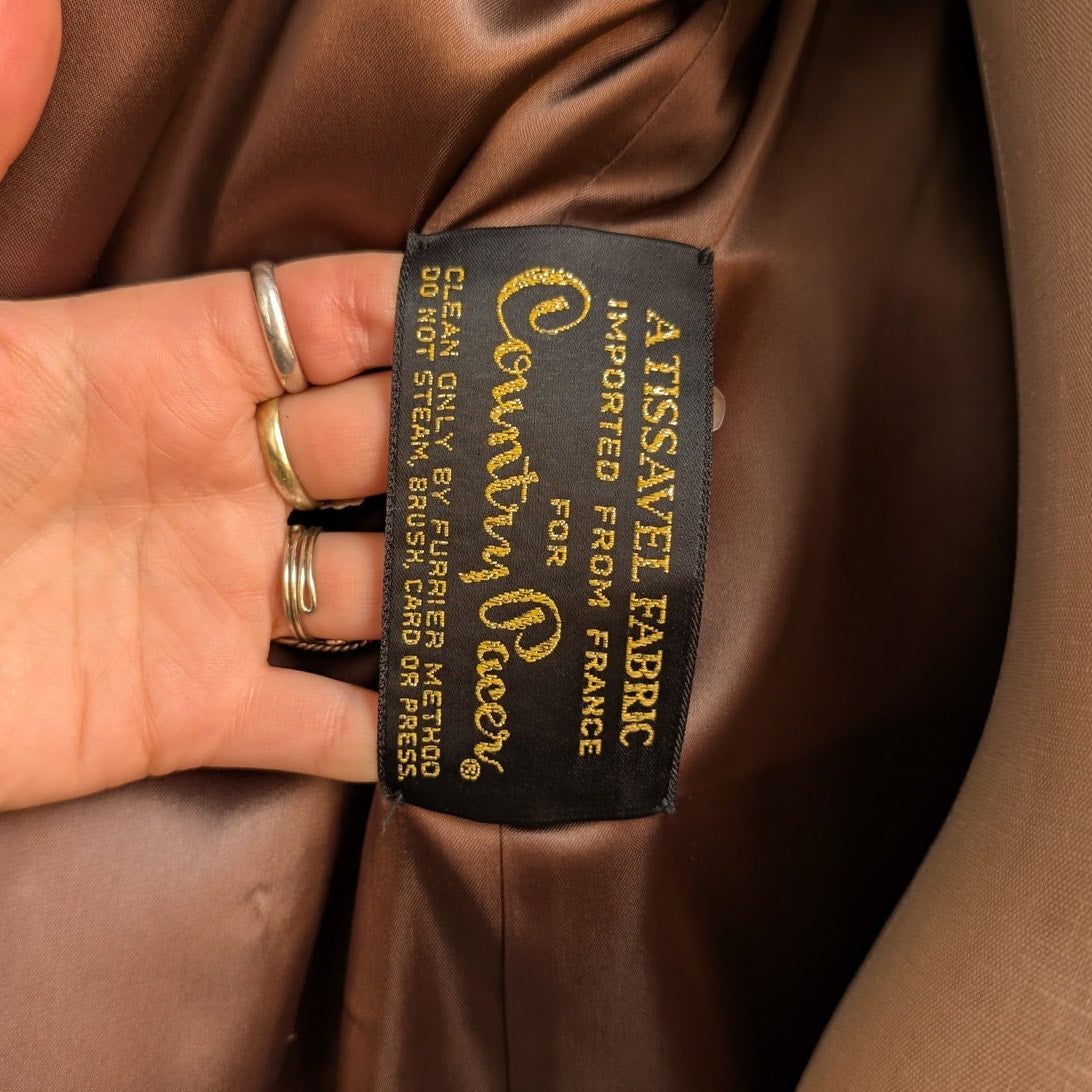 A TISSAVEL FABRIC
IMPORTED FROM FRANCE
FOR
Country Pacer®
CLEAN ONLY BY FURRIER METHOD
DO NOT STEAM, BRUSH, CARD OR PRESS.